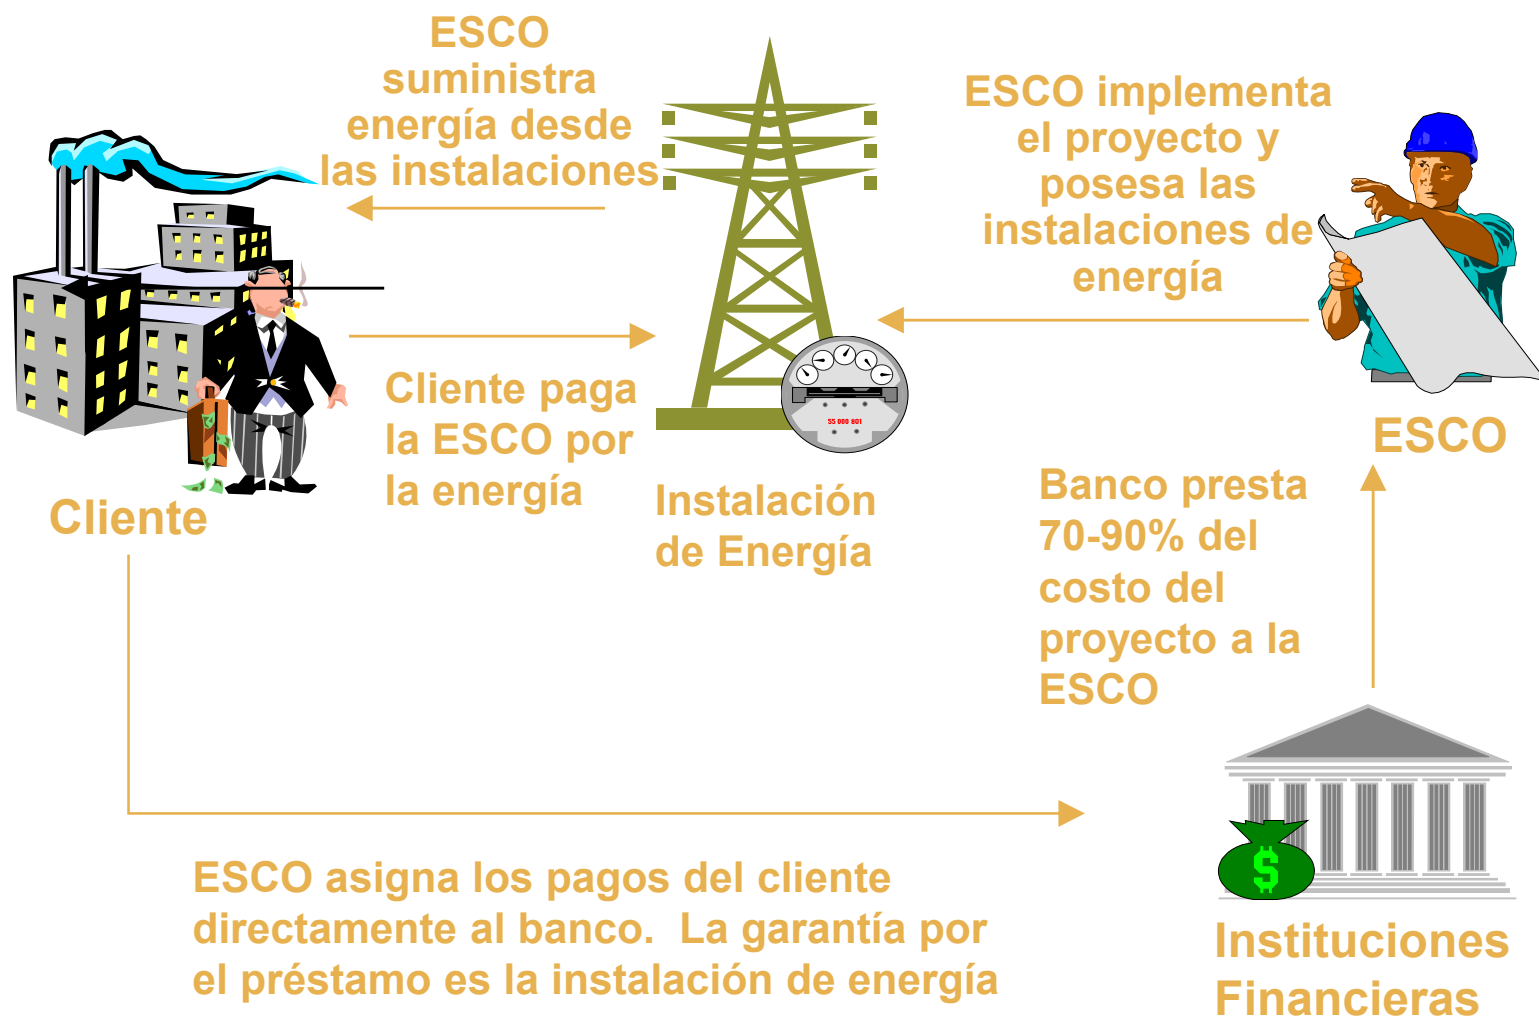 ESCO
suministra
energía desde
las instalaciones
ESCO implementa
el proyecto y
posesa las
instalaciones de
energía
Cliente paga
la ESCO por
la energía
55 000 801
ESCO
Cliente
Instalación
de Energía
Banco presta
70-90% del
costo del
proyecto a la
ESCO
$
ESCO asigna los pagos del cliente
directamente al banco.  La garantía por
el préstamo es la instalación de energía
Instituciones
Financieras